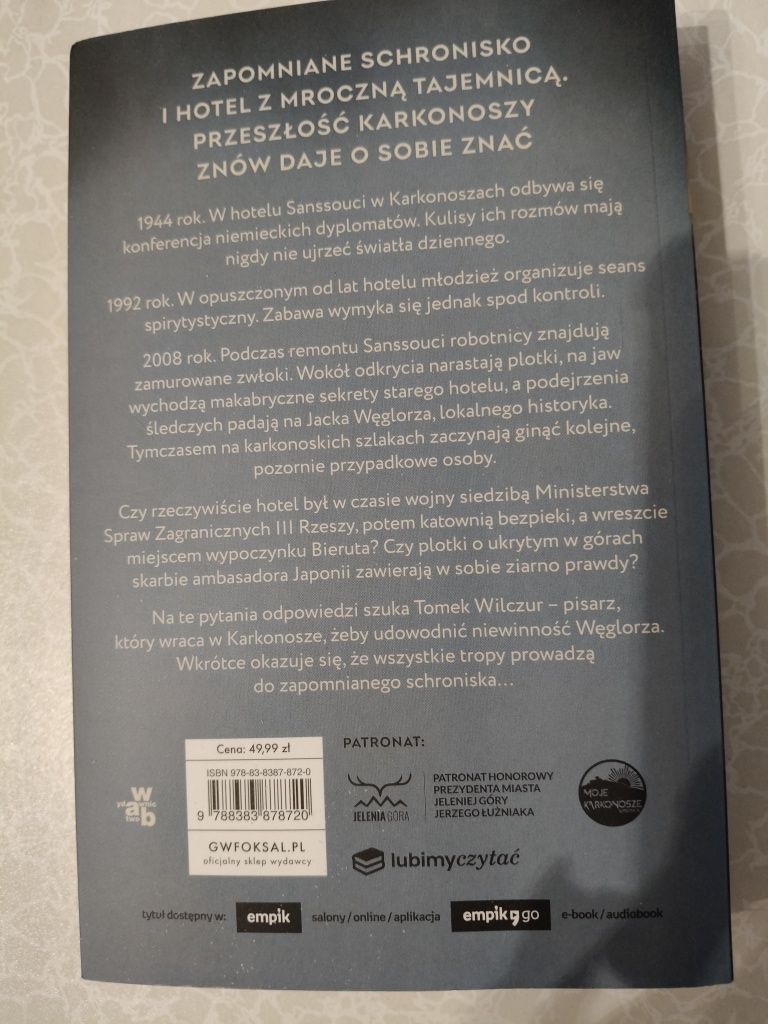 ZAPOMNIANE SCHRONISKO
I HOTEL Z MROCZNĄ TAJEMNICĄ.
PRZESZŁOŚĆ KARKONOSZY
ZNÓW DAJE O SOBIE ZNAĆ
1944 rok. W hotelu Sanssouci w Karkonoszach odbywa się
konferencja niemieckich dyplomatów. Kulisy ich rozmów mają
nigdy nie ujrzeć światła dziennego.
1992 rok. W opuszczonym od lat hotelu młodzież organizuje seans
spirytystyczny. Zabawa wymyka się jednak spod kontroli.
2008 rok. Podczas remontu Sanssouci robotnicy znajdują
zamurowane zwłoki. Wokół odkrycia narastają plotki, na jaw
wychodzą makabryczne sekrety starego hotelu, a podejrzenia
śledczych padają na Jacka Węglorza, lokalnego historyka.
Tymczasem na karkonoskich szlakach zaczynają ginąć kolejne,
pozornie przypadkowe osoby.
Czy rzeczywiście hotel był w czasie wojny siedzibą Ministerstwa
Spraw Zagranicznych III Rzeszy, potem katownią bezpieki, a wreszcie
miejscem wypoczynku Bieruta? Czy plotki o ukrytym w górach
skarbie ambasadora Japonii zawierają w sobie ziarno prawdy?
Na te pytania odpowiedzi szuka Tomek Wilczur – pisarz,
który wraca w Karkonosze, żeby udowodnić niewinność Węglorza.
Wkrótce okazuje się, że wszystkie tropy prowadzą
do zapomnianego schroniska...
wydawnictwo wab
Cena: 49,99 zł
ISBN 978-83-8387-872-0
9 788383 878720
GWFOKSAL.PL
oficjalny sklep wydawcy
PATRONAT:
JELENIA GÓRA
PATRONAT HONOROWY
PREZYDENTA MIASTA
JELENIEJ GÓRY
JERZEGO ŁUŻNIAKA
MOJE
KARKONOSZE
lubimyczytać
tytuł dostępny w: empik salony / online / aplikacja empik go e-book / audiobook